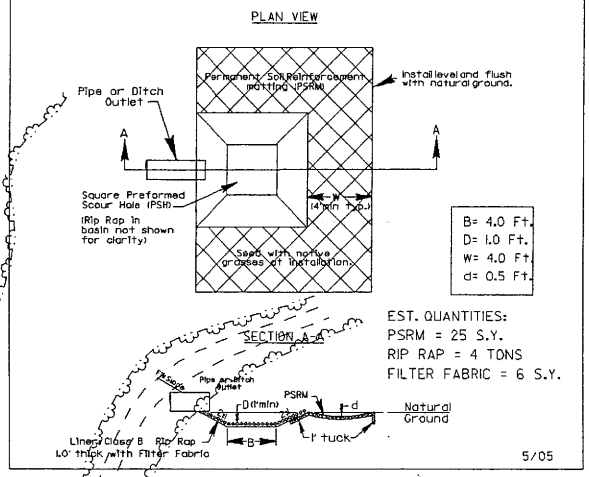 PLAN VIEW
Permanent Soil Reinforcement
matting (PSRM)
Install level and flush
with natural ground.
Pipe or Ditch
Outlet
A
A
Square Preformed
Scour Hole (PSH)
(Rip Rap in
basin not shown
for clarity)
W
(4'min typ.)
Seed with native
grasses at installation.
B= 4.0 Ft.
D= 1.0 Ft.
W= 4.0 Ft.
d= 0.5 Ft.
EST. QUANTITIES:
PSRM = 25 S.Y.
RIP RAP = 4 TONS
FILTER FABRIC = 6 S.Y.
SECTION A-A
Pipe or Ditch
Outlet
D(1'min)
PSRM
d
Natural
Ground
B
1' tuck
Liner: Class B Rip Rap
1.0' thick with Filter Fabric
5/05